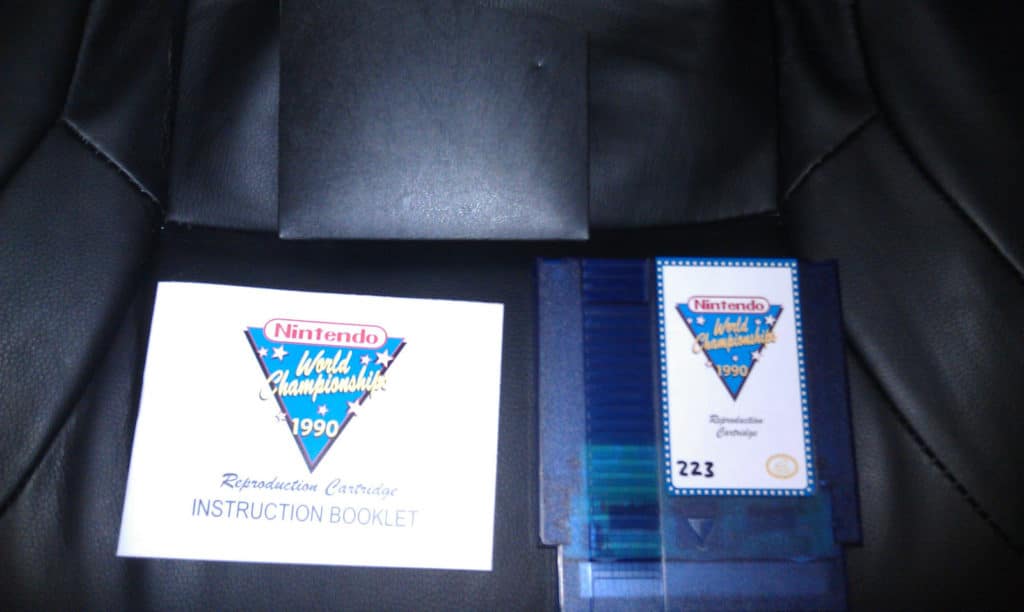 Nintendo
World
Championships
1990
Reproduction Cartridge
INSTRUCTION BOOKLET
Nintendo
World
Championships
1990
Reproduction
Cartridge
223